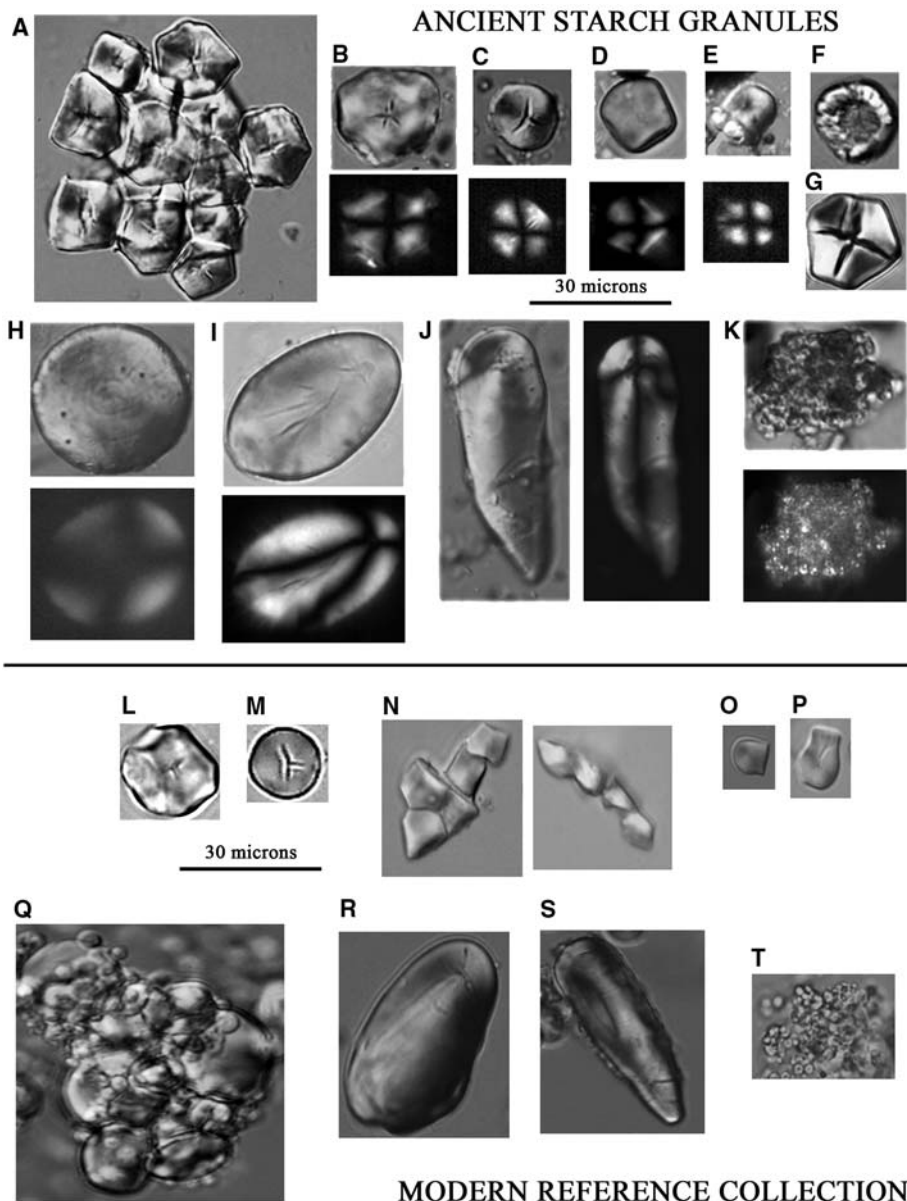 ANCIENT STARCH GRANULES
A
B
C
D
E
F
G
30 microns
H
I
J
K
L
M
N
O
P
30 microns
Q
R
S
T
MODERN REFERENCE COLLECTION